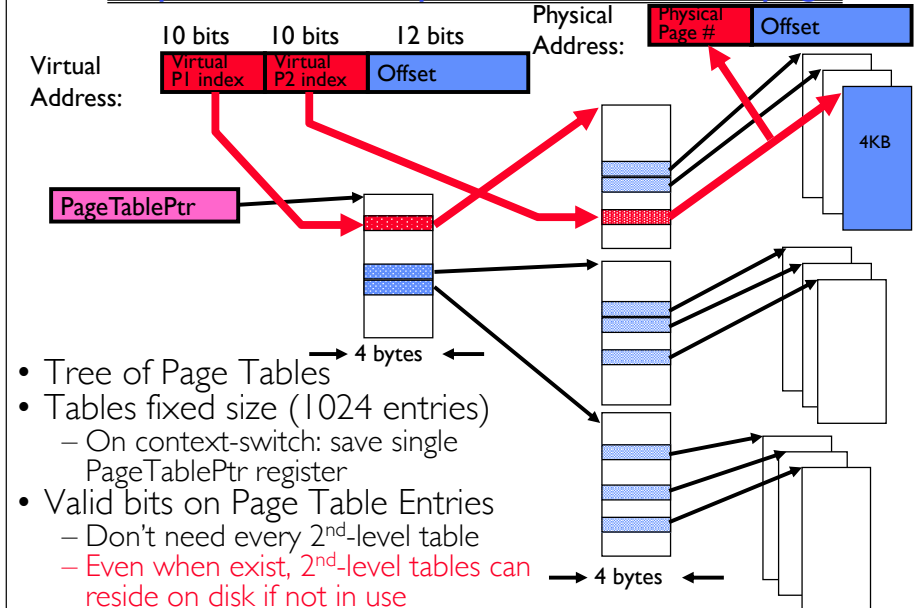 Physical
Address:
Physical
Page #
Offset
10 bits
10 bits
12 bits
Virtual
Address:
Virtual
P1 index
Virtual
P2 index
Offset
4KB
PageTablePtr
4 bytes
• Tree of Page Tables
• Tables fixed size (1024 entries)
– On context-switch: save single
PageTablePtr register
• Valid bits on Page Table Entries
– Don't need every 2nd-level table
– Even when exist, 2nd-level tables can
reside on disk if not in use
4 bytes